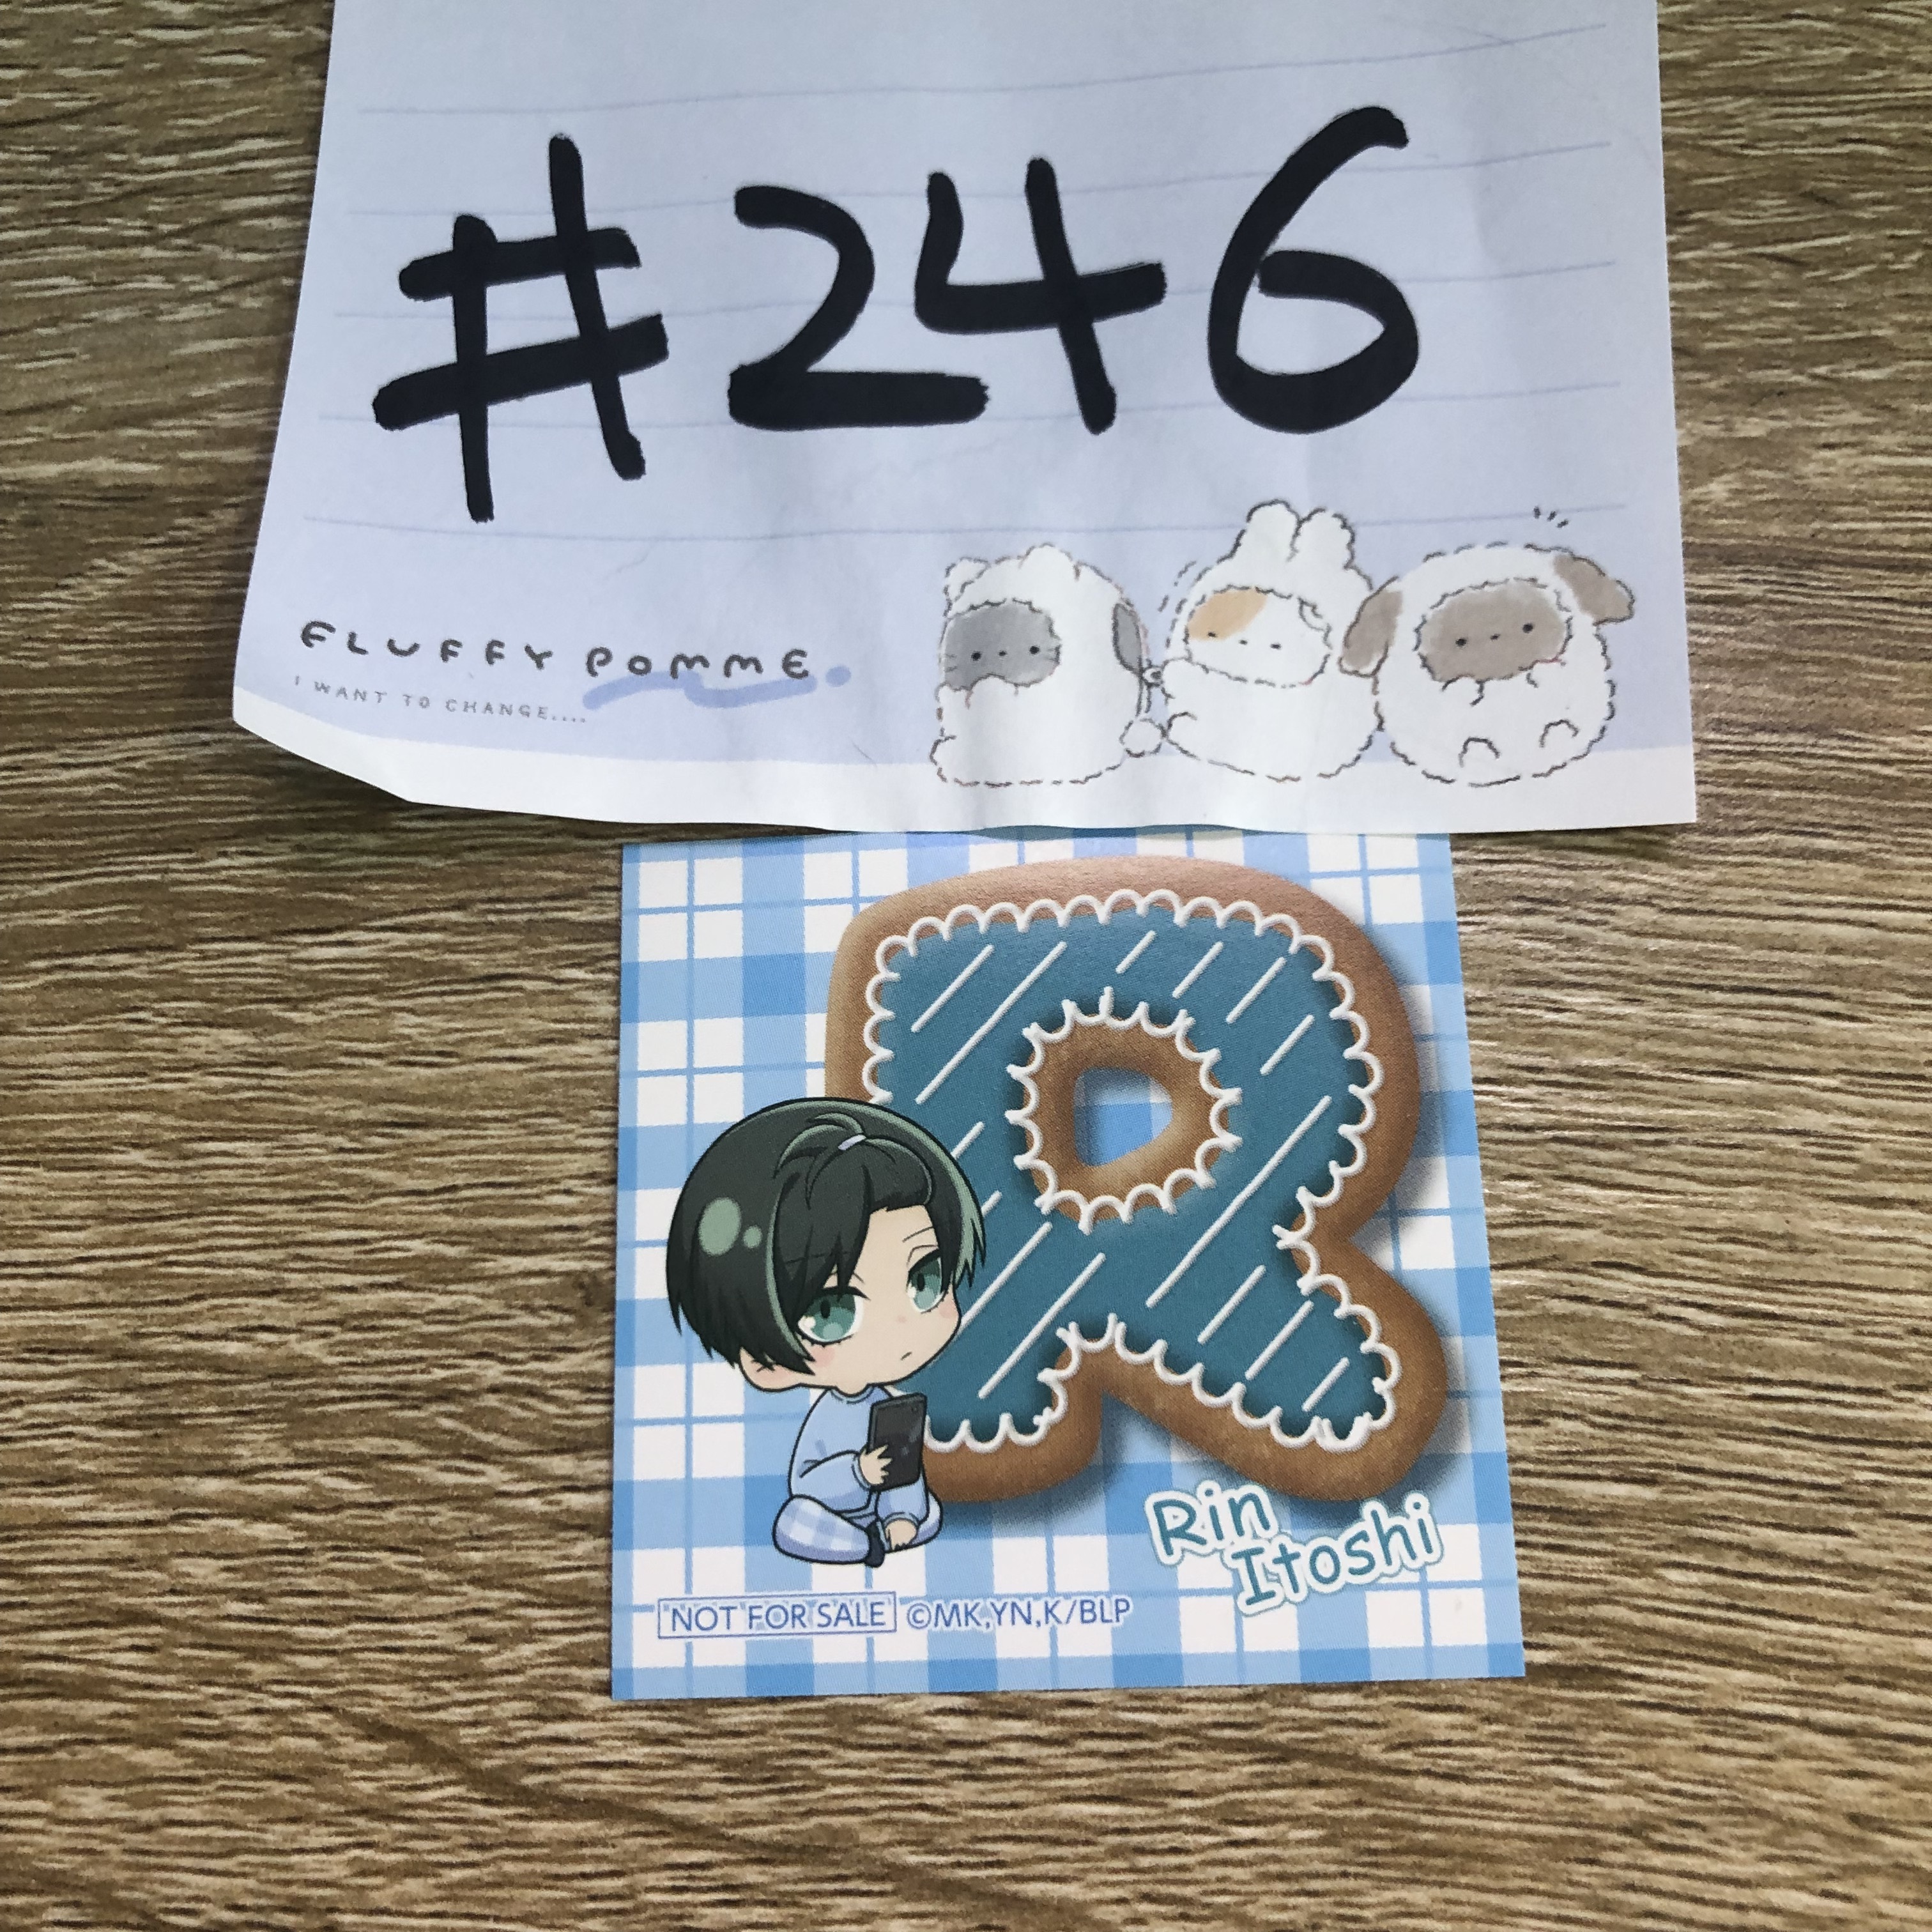 #246
FLUFFY POMME.
I WANT TO CHANGE....
R
Rin
Itoshi
NOT FOR SALE ©MK,YN,K/BLP